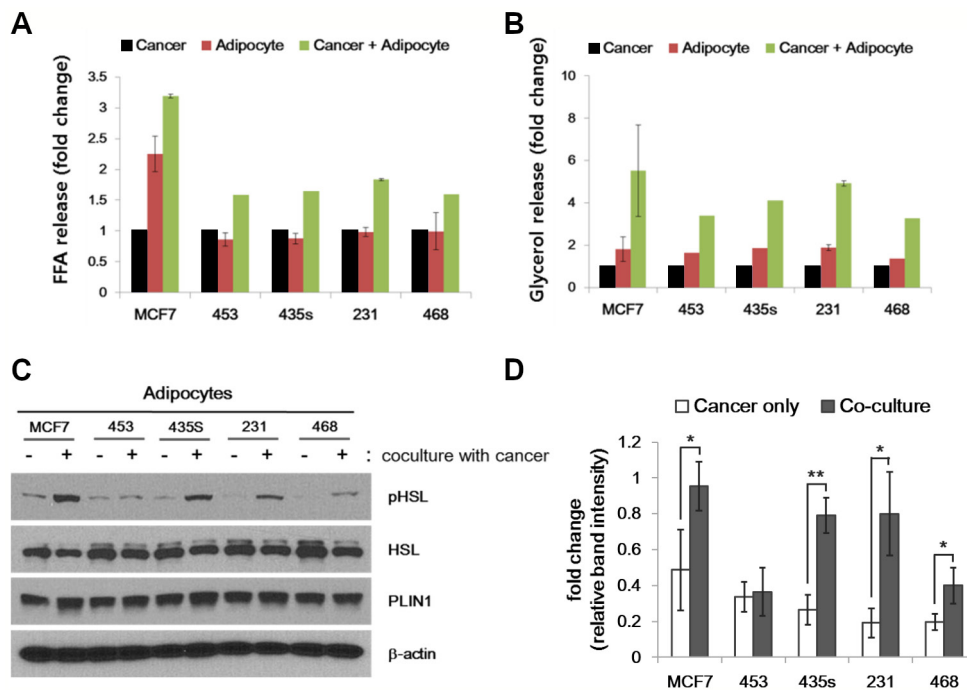 A
Cancer Adipocyte Cancer + Adipocyte
FFA release (fold change)
3.5
3
2.5
2
1.5
1
0.5
0
MCF7 453 435s 231 468
B
Cancer Adipocyte Cancer + Adipocyte
Glycerol release (fold change)
10
8
6
4
2
0
MCF7 453 435s 231 468
C
Adipocytes
MCF7 453 435S 231 468
- + - + - + - + - + : coculture with cancer
pHSL
HSL
PLIN1
β-actin
D
Cancer only Co-culture
fold change
(relative band intensity)
1.2
1
0.8
0.6
0.4
0.2
0
* ** * *
MCF7 453 435s 231 468